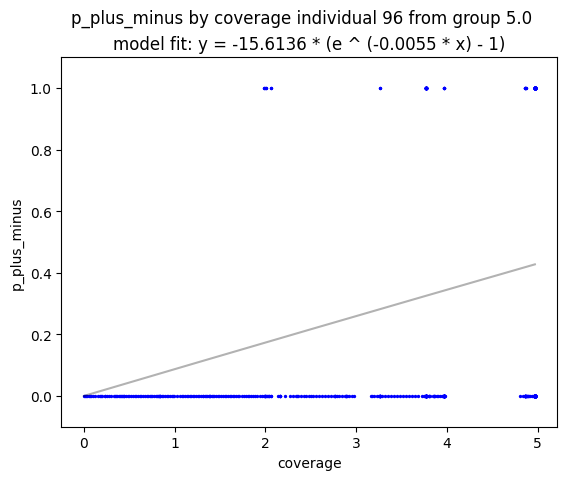 p_plus_minus by coverage individual 96 from group 5.0
model fit: y = -15.6136 * (e ^ (-0.0055 * x) - 1)
1.0
0.8
0.6
0.4
0.2
0.0
p_plus_minus
0 1 2 3 4 5
coverage